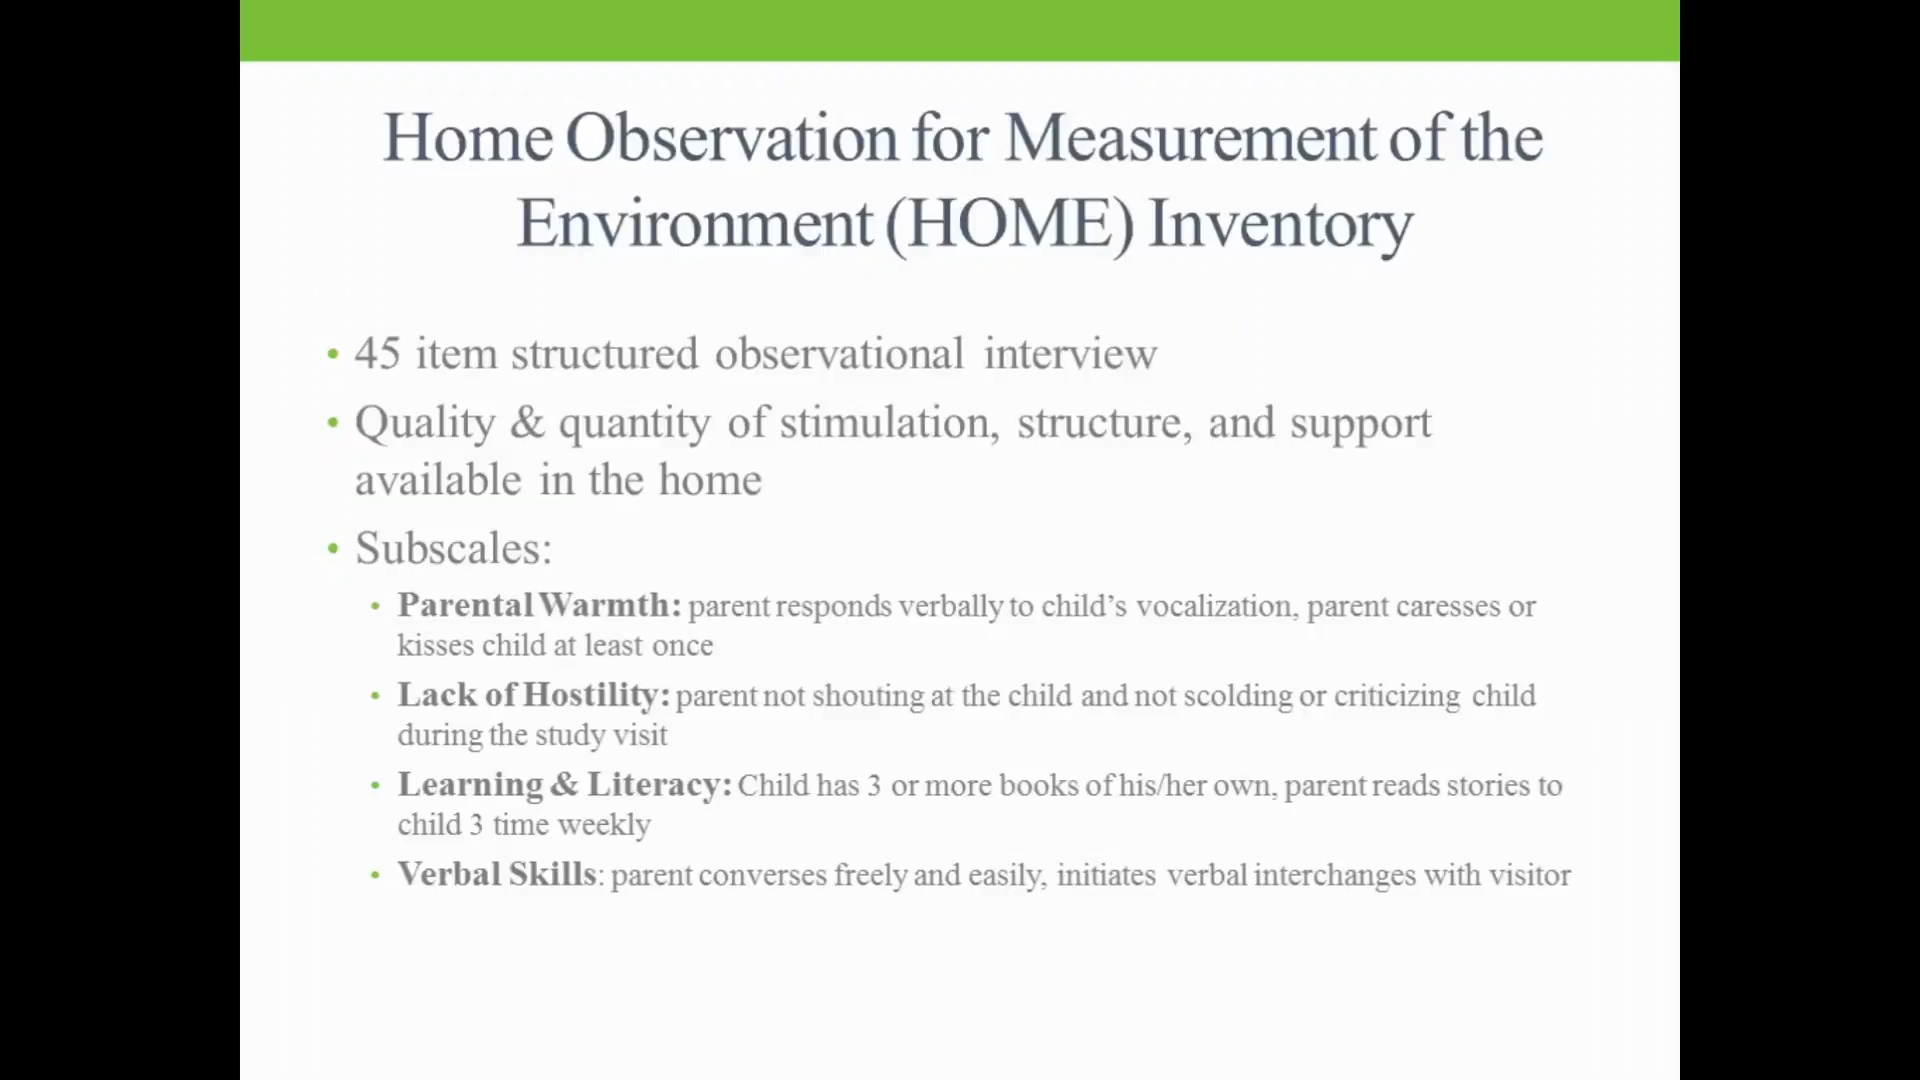 Home Observation for Measurement of the
Environment (HOME) Inventory
• 45 item structured observational interview
• Quality & quantity of stimulation, structure, and support
available in the home
• Subscales:
• Parental Warmth: parent responds verbally to child’s vocalization, parent caresses or
kisses child at least once
• Lack of Hostility: parent not shouting at the child and not scolding or criticizing child
during the study visit
• Learning & Literacy: Child has 3 or more books of his/her own, parent reads stories to
child 3 time weekly
• Verbal Skills: parent converses freely and easily, initiates verbal interchanges with visitor